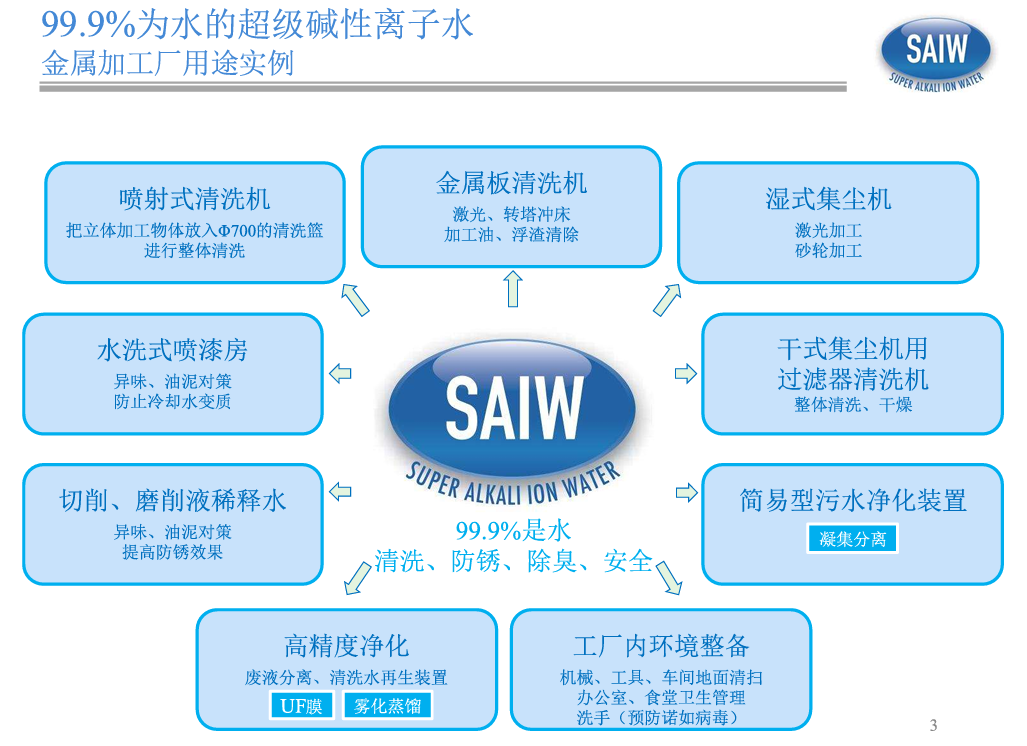 99.9%为水的超级碱性离子水
金属加工厂用途实例
SAIW
SUPER ALKALI ION WATER
喷射式清洗机
把立体加工物体放入Φ700的清洗篮
进行整体清洗
金属板清洗机
激光、转塔冲床
加工油、浮渣清除
湿式集尘机
激光加工
砂轮加工
水洗式喷漆房
异味、油泥对策
防止冷却水变质
干式集尘机用
过滤器清洗机
整体清洗、干燥
SAIW
SUPER ALKALI ION WATER
99.9%是水
清洗、防锈、除臭、安全
切削、磨削液稀释水
异味、油泥对策
提高防锈效果
简易型污水净化装置
凝集分离
高精度净化
废液分离、清洗水再生装置
UF膜
雾化蒸馏
工厂内环境整备
机械、工具、车间地面清扫
办公室、食堂卫生管理
洗手（预防诺如病毒）
3